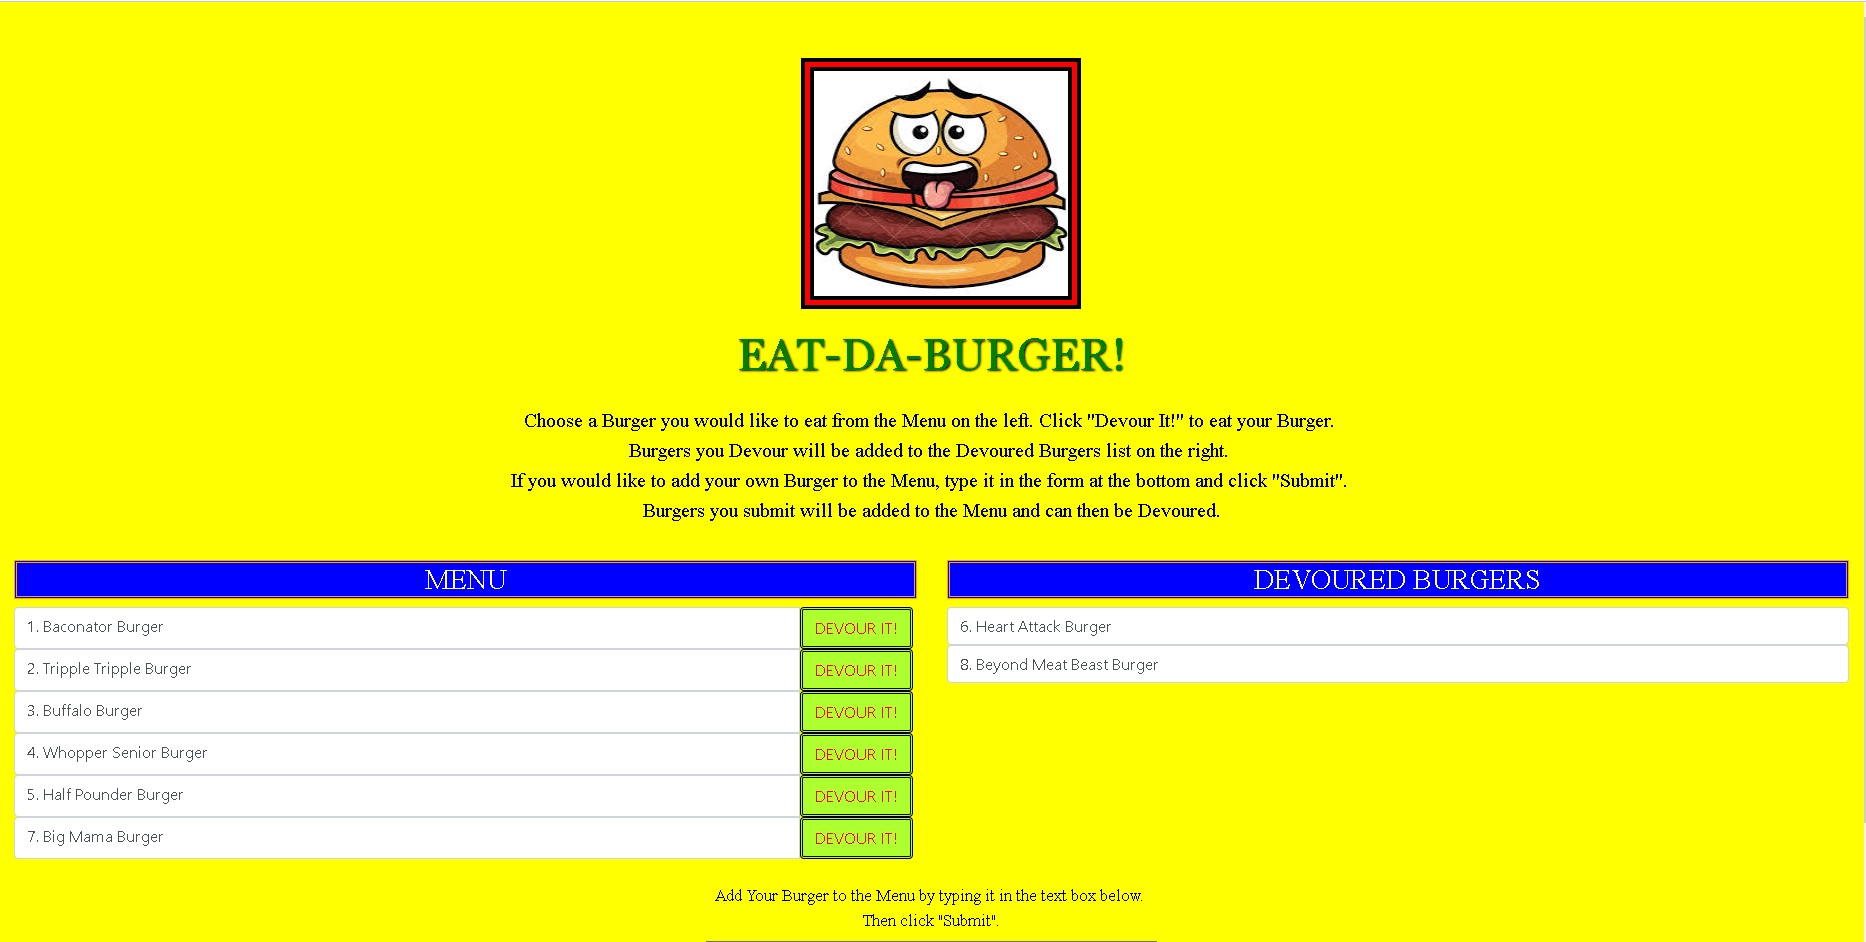 EAT-DA-BURGER!
Choose a Burger you would like to eat from the Menu on the left. Click "Devour It!" to eat your Burger.
Burgers you Devour will be added to the Devoured Burgers list on the right.
If you would like to add your own Burger to the Menu, type it in the form at the bottom and click "Submit".
Burgers you submit will be added to the Menu and can then be Devoured.
MENU
1. Baconator Burger DEVOUR IT!
2. Tripple Tripple Burger DEVOUR IT!
3. Buffalo Burger DEVOUR IT!
4. Whopper Senior Burger DEVOUR IT!
5. Half Pounder Burger DEVOUR IT!
7. Big Mama Burger DEVOUR IT!
DEVOURED BURGERS
6. Heart Attack Burger
8. Beyond Meat Beast Burger
Add Your Burger to the Menu by typing it in the text box below.
Then click "Submit".